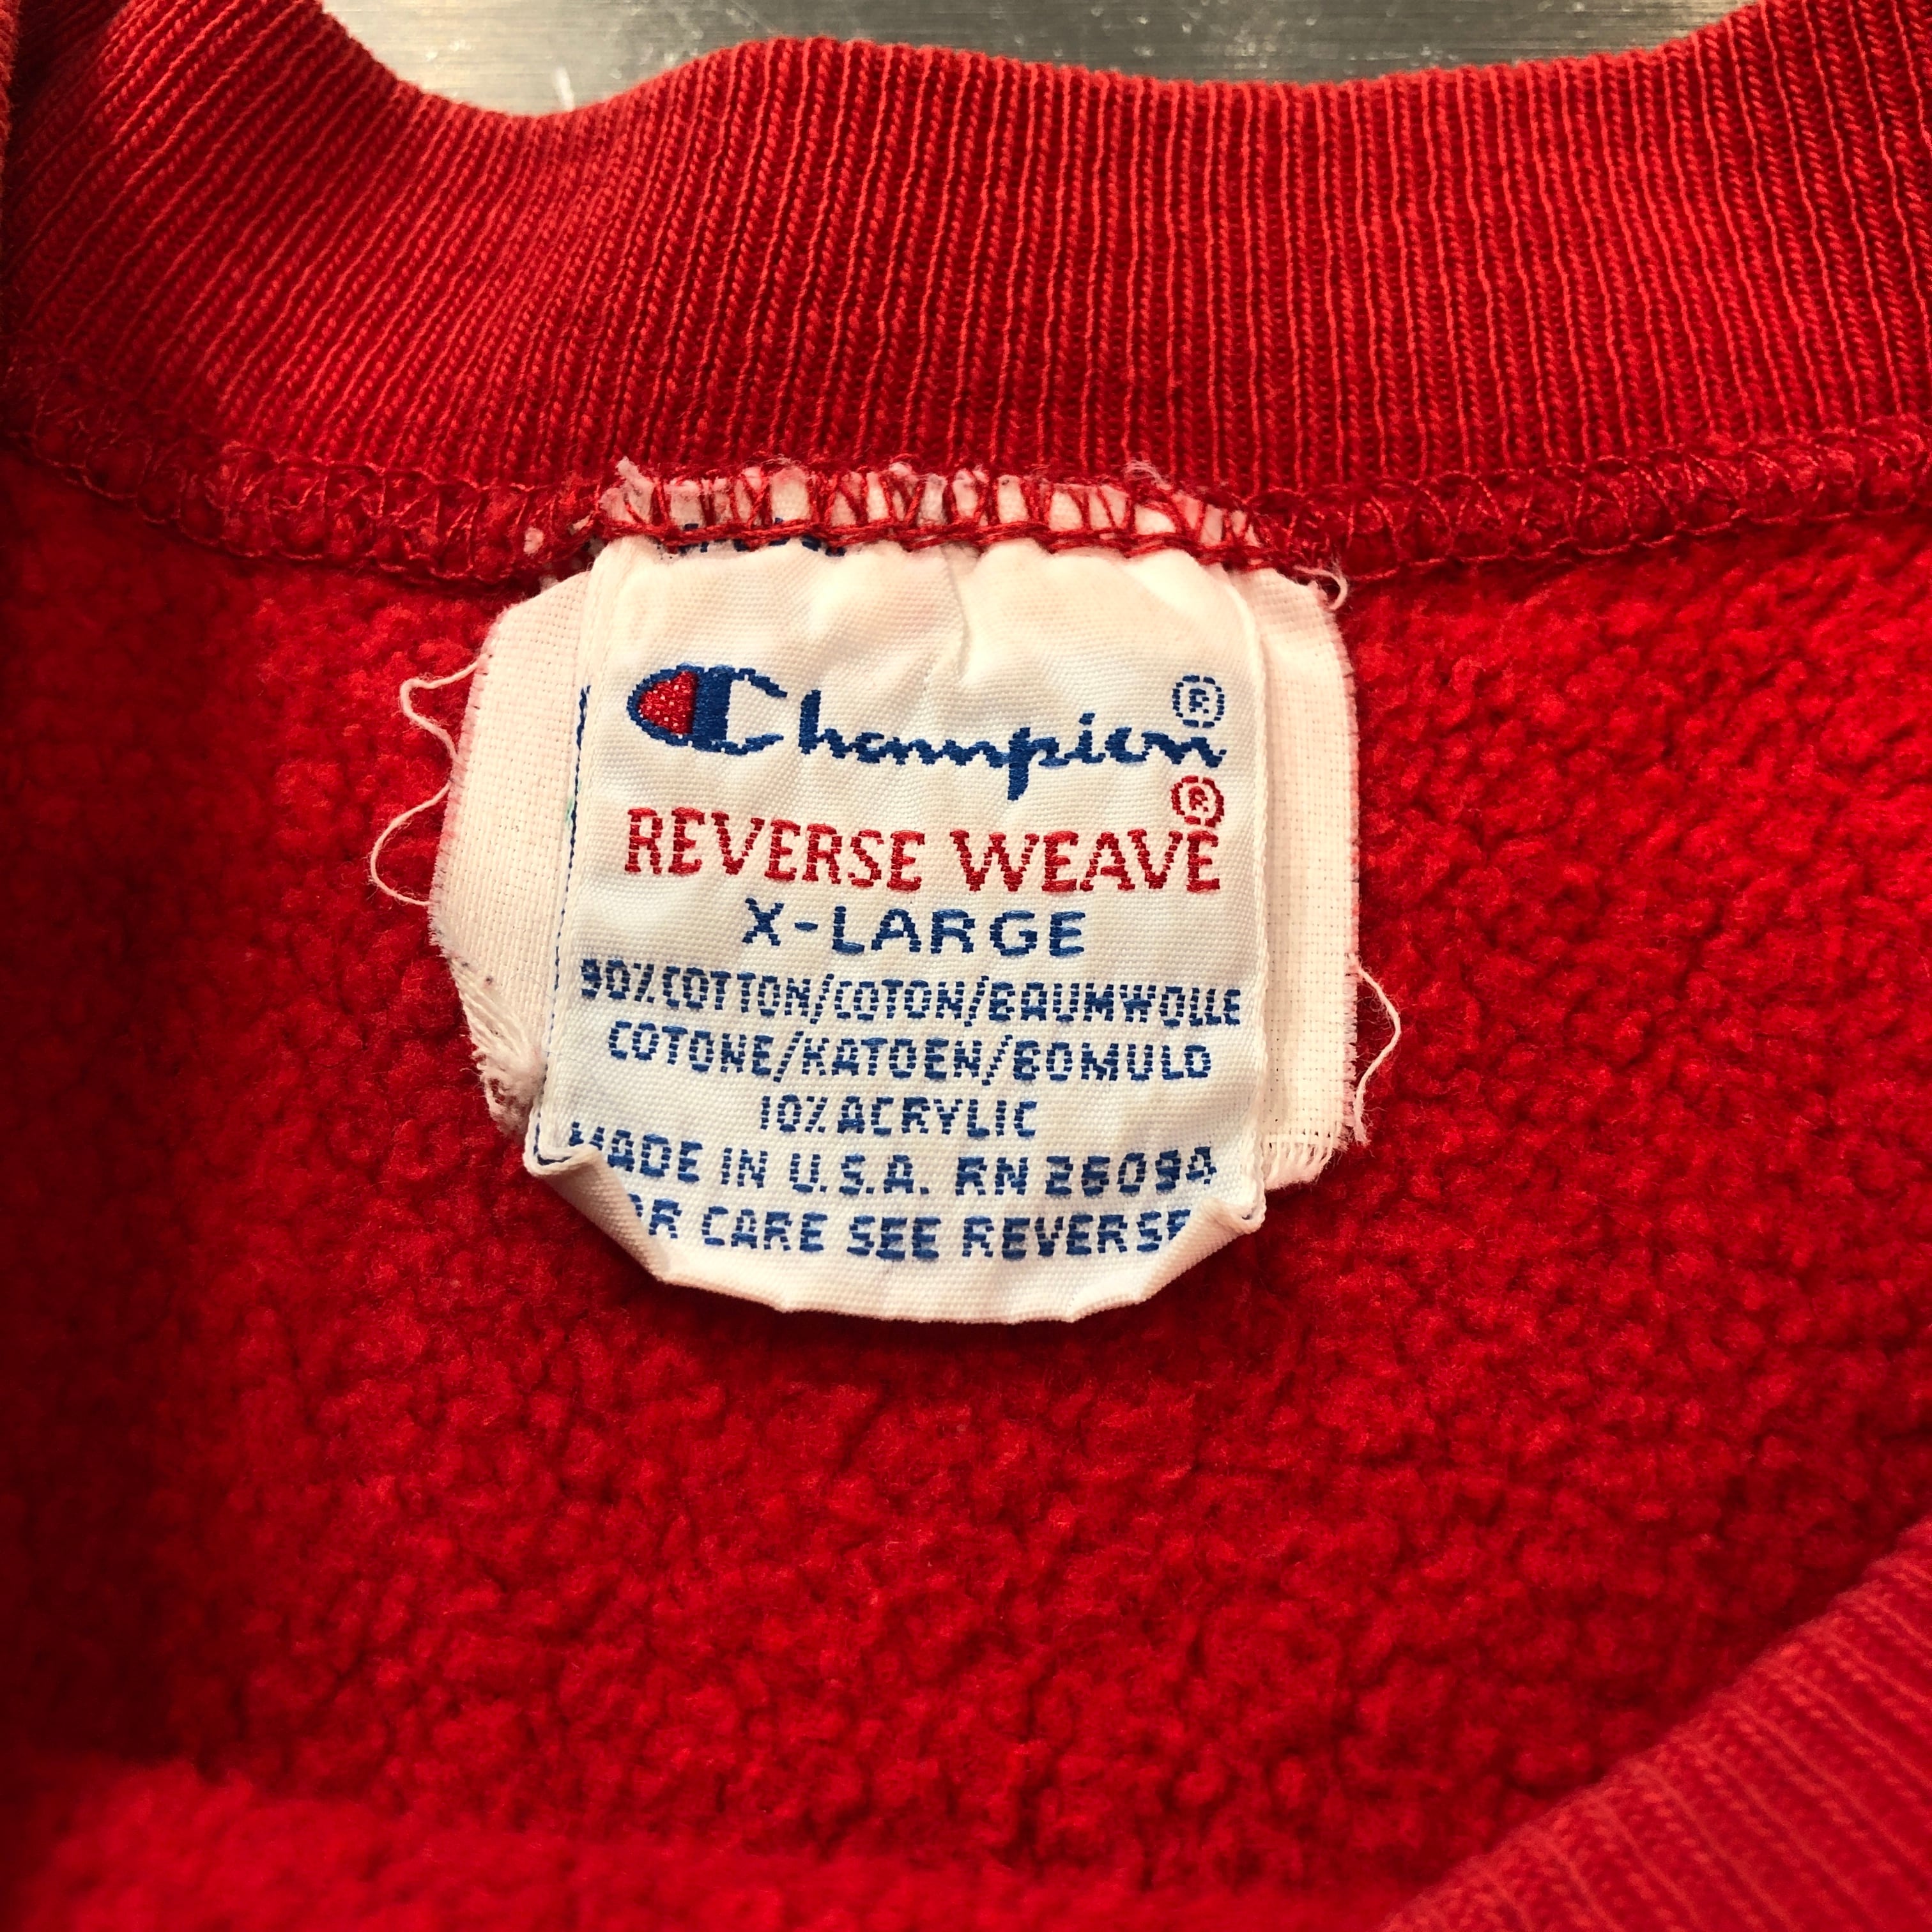 Champion®
REVERSE WEAVE®
X-LARGE
90% COTTON/COTON/BAUMWOLLE
COTONE/KATOEN/BOMULD
10% ACRYLIC
MADE IN U.S.A. RN 26094
OR CARE SEE REVERSE